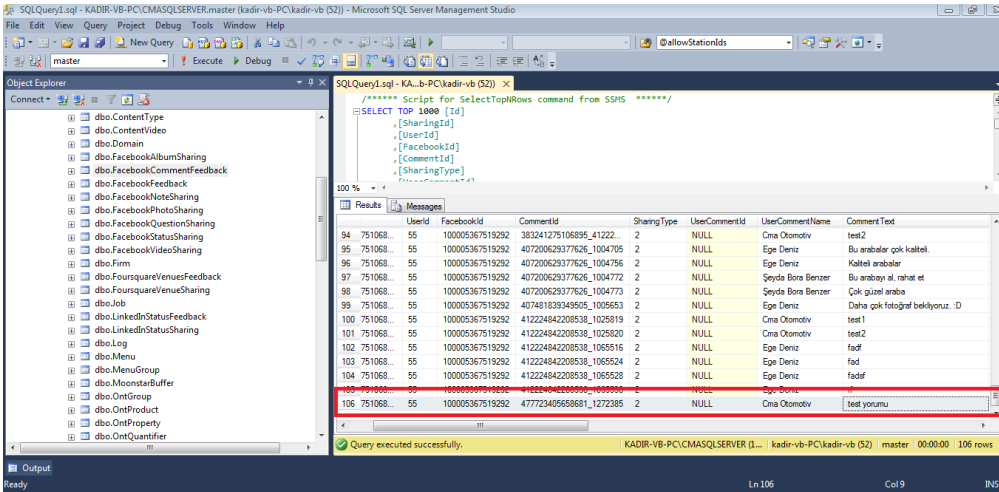 SQLQuery1.sql - KADIR-VB-PC\CMASQLSERVER.master (kadir-vb-PC\kadir-vb (52)) - Microsoft SQL Server Management Studio
File Edit View Query Project Debug Tools Window Help
New Query @allowStationIds
master Execute Debug
Object Explorer
Connect
dbo.ContentType
dbo.ContentVideo
dbo.Domain
dbo.FacebookAlbumSharing
dbo.FacebookCommentFeedback
dbo.FacebookFeedback
dbo.FacebookNoteSharing
dbo.FacebookPhotoSharing
dbo.FacebookQuestionSharing
dbo.FacebookStatusSharing
dbo.FacebookVideoSharing
dbo.Firm
dbo.FoursquareVenuesFeedback
dbo.FoursquareVenueSharing
dbo.Job
dbo.LinkedInStatusFeedback
dbo.LinkedInStatusSharing
dbo.Log
dbo.Menu
dbo.MenuGroup
dbo.MoonstarBuffer
dbo.OntGroup
dbo.OntProduct
dbo.OntProperty
dbo.OntQuantifier
SQLQuery1.sql - KA...b-PC\kadir-vb (52))
/****** Script for SelectTopNRows command from SSMS ******/
SELECT TOP 1000 [Id]
,[SharingId]
,[UserId]
,[FacebookId]
,[CommentId]
,[SharingType]
,[UserCommentId]
100 %
Results Messages
UserId FacebookId CommentId SharingType UserCommentId UserCommentName CommentText
94 751068... 55 100005367519292 383241275106895_41222... 2 NULL Cma Otomotiv test2
95 751068... 55 100005367519292 407200629377626_1004705 2 NULL Ege Deniz Bu arabalar çok kaliteli.
96 751068... 55 100005367519292 407200629377626_1004756 2 NULL Ege Deniz Kaliteli arabalar
97 751068... 55 100005367519292 407200629377626_1004772 2 NULL Şeyda Bora Benzer Bu arabayı al, rahat et
98 751068... 55 100005367519292 407200629377626_1004773 2 NULL Şeyda Bora Benzer Çok güzel araba
99 751068... 55 100005367519292 407481839349505_1005653 2 NULL Ege Deniz Daha çok fotoğraf bekliyoruz. :D
100 751068... 55 100005367519292 412224842208538_1025819 2 NULL Cma Otomotiv test1
101 751068... 55 100005367519292 412224842208538_1025820 2 NULL Cma Otomotiv test2
102 751068... 55 100005367519292 412224842208538_1065516 2 NULL Ege Deniz fadf
103 751068... 55 100005367519292 412224842208538_1065524 2 NULL Ege Deniz fad
104 751068... 55 100005367519292 412224842208538_1065528 2 NULL Ege Deniz fadsf
105 751068... 55 100005367519292 2 NULL Ege Deniz
106 751068... 55 100005367519292 477723405658681_1272385 2 NULL Cma Otomotiv test yorumu
Query executed successfully. KADIR-VB-PC\CMASQLSERVER (1... kadir-vb-PC\kadir-vb (52) master 00:00:00 106 rows
Output
Ready Ln 106 Col 9 INS